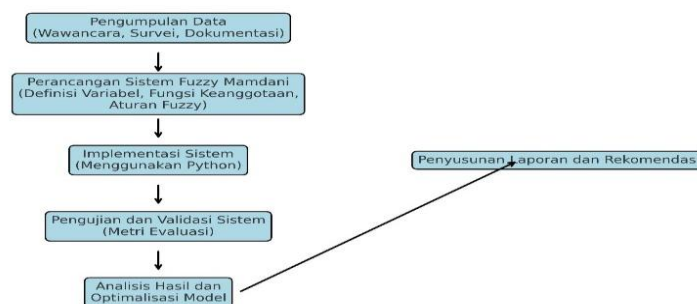 Pengumpulan Data
(Wawancara, Survei, Dokumentasi)
Perancangan Sistem Fuzzy Mamdani
(Definisi Variabel, Fungsi Keanggotaan,
Aturan Fuzzy)
Implementasi Sistem
(Menggunakan Python)
Pengujian dan Validasi Sistem
(Metri Evaluasi)
Analisis Hasil dan
Optimalisasi Model
Penyusunan Laporan dan Rekomendas